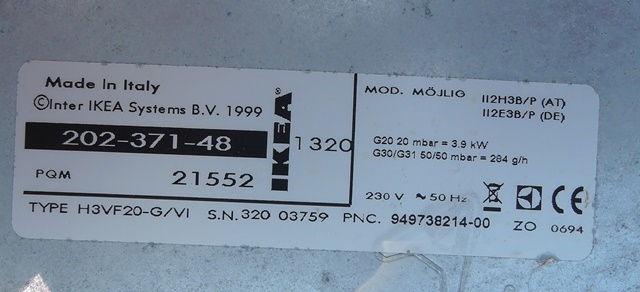 Made In Italy
©Inter IKEA Systems B.V. 1999
202-371-48
PQM 21552
IKEA®
1320
MOD. MÖJLIG II2H3B/P (AT)
II2E3B/P (DE)
G20 20 mbar = 3.9 kW
G30/G31 50/50 mbar = 284 g/h
230 V ~ 50 Hz CE
TYPE H3VF20-G/VI S.N.320 03759 PNC. 949738214-00 ZO 0694